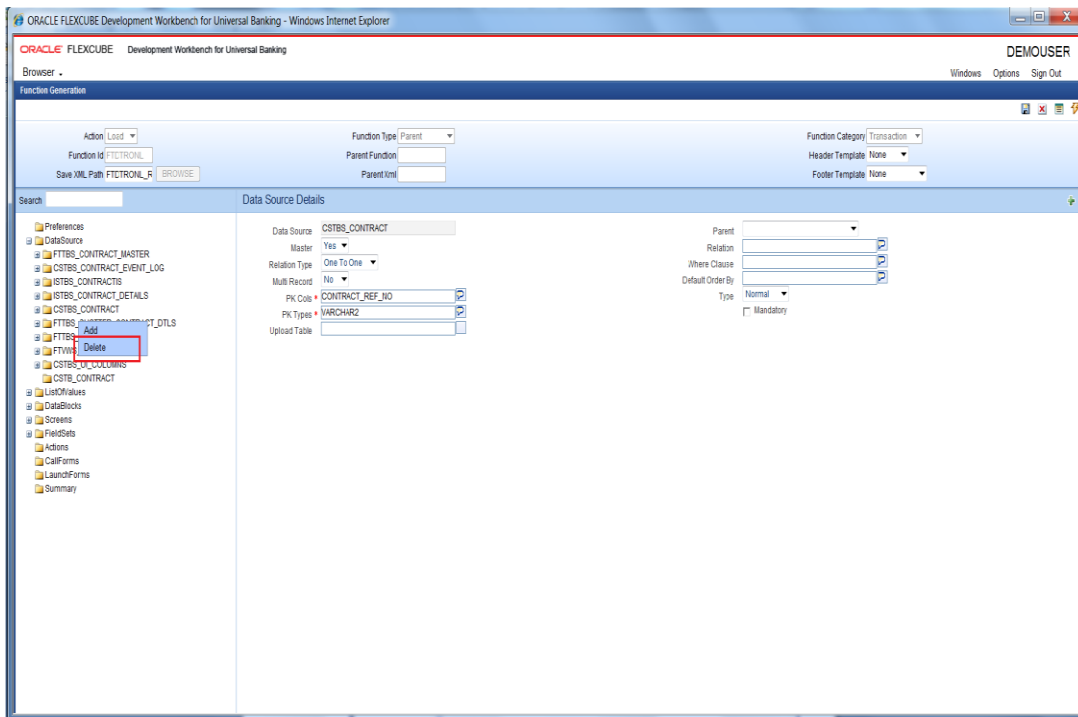 ORACLE FLEXCUBE Development Workbench for Universal Banking - Windows Internet Explorer
ORACLE FLEXCUBE Development Workbench for Universal Banking
DEMOUSER
Browser
Windows Options Sign Out
Function Generation
Action Load
Function Type Parent
Function Category Transaction
Function Id FTCTRONL
Parent Function
Header Template None
Save XML Path FTCTRONL_R BROWSE
Parent Xml
Footer Template None
Search
Data Source Details
Preferences
DataSource
FTTBS_CONTRACT_MASTER
CSTBS_CONTRACT_EVENT_LOG
ISTBS_CONTRACTIS
ISTBS_CONTRACT_DETAILS
CSTBS_CONTRACT
CONTRACT_DTLS
FTTBS_
Add
Delete
CSTBS_UI_COLUMNS
CSTB_CONTRACT
ListOfValues
DataBlocks
Screens
FieldSets
Actions
CallForms
LaunchForms
Summary
Data Source CSTBS_CONTRACT
Master Yes
Relation Type One To One
Multi Record No
PK Cols * CONTRACT_REF_NO
PK Types * VARCHAR2
Upload Table
Parent
Relation
Where Clause
Default Order By
Type Normal
Mandatory